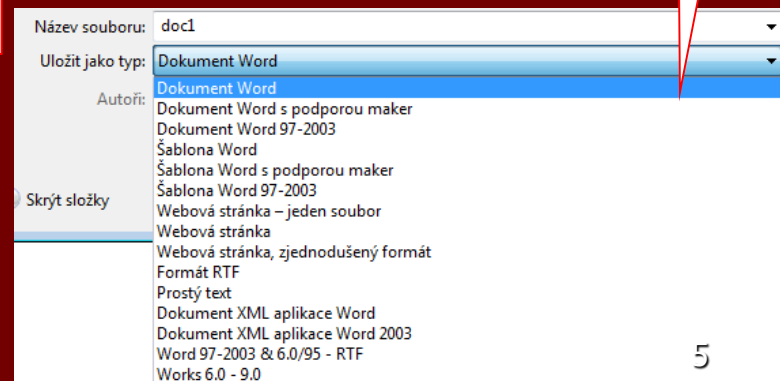 Název souboru: doc1
Uložit jako typ: Dokument Word
Autoři:
Dokument Word
Dokument Word s podporou maker
Dokument Word 97-2003
Šablona Word
Šablona Word s podporou maker
Šablona Word 97-2003
Skrýt složky
Webová stránka – jeden soubor
Webová stránka
Webová stránka, zjednodušený formát
Formát RTF
Prostý text
Dokument XML aplikace Word
Dokument XML aplikace Word 2003
Word 97-2003 & 6.0/95 - RTF
Works 6.0 - 9.0
5